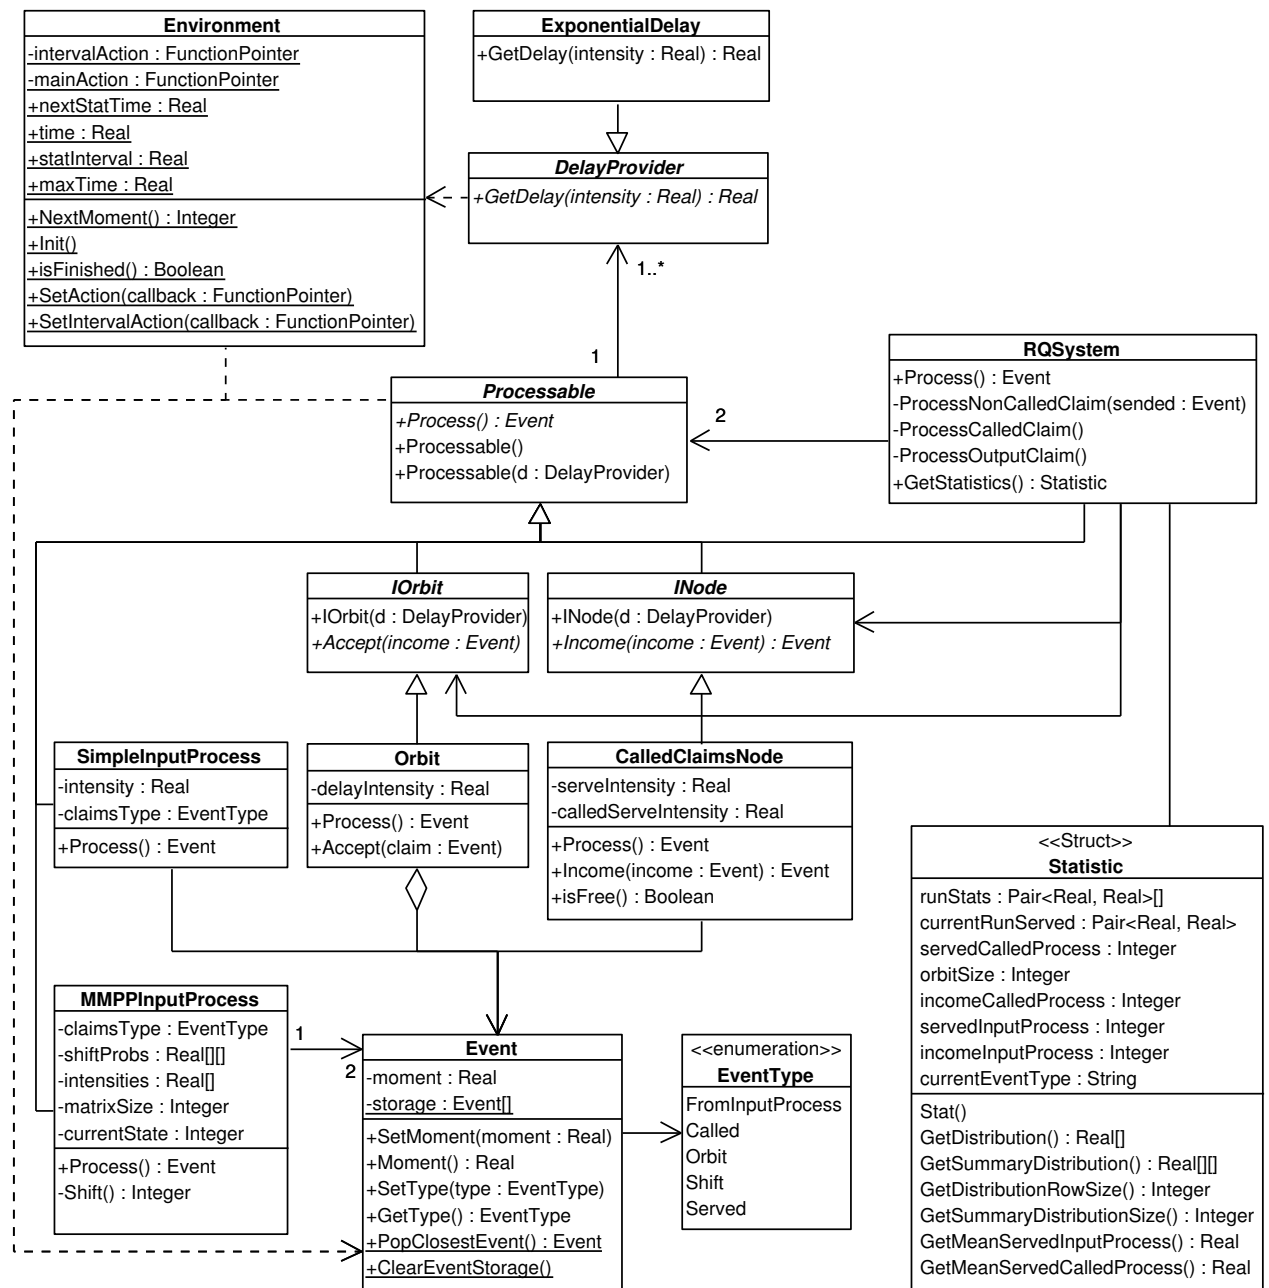 Environment
-intervalAction : FunctionPointer
-mainAction : FunctionPointer
+nextStatTime : Real
+time : Real
+statInterval : Real
+maxTime : Real
+NextMoment() : Integer
+Init()
+isFinished() : Boolean
+SetAction(callback : FunctionPointer)
+SetIntervalAction(callback : FunctionPointer)
ExponentialDelay
+GetDelay(intensity : Real) : Real
DelayProvider
+GetDelay(intensity : Real) : Real
1..*
1
Processable
+Process() : Event
+Processable()
+Processable(d : DelayProvider)
2
RQSystem
+Process() : Event
-ProcessNonCalledClaim(sended : Event)
-ProcessCalledClaim()
-ProcessOutputClaim()
+GetStatistics() : Statistic
IOrbit
+IOrbit(d : DelayProvider)
+Accept(income : Event)
INode
+INode(d : DelayProvider)
+Income(income : Event) : Event
SimpleInputProcess
-intensity : Real
-claimsType : EventType
+Process() : Event
Orbit
-delayIntensity : Real
+Process() : Event
+Accept(claim : Event)
CalledClaimsNode
-serveIntensity : Real
-calledServeIntensity : Real
+Process() : Event
+Income(income : Event) : Event
+isFree() : Boolean
<<Struct>>
Statistic
runStats : Pair<Real, Real>[]
currentRunServed : Pair<Real, Real>
servedCalledProcess : Integer
orbitSize : Integer
incomeCalledProcess : Integer
servedInputProcess : Integer
incomeInputProcess : Integer
currentEventType : String
Stat()
GetDistribution() : Real[]
GetSummaryDistribution() : Real[][]
GetDistributionRowSize() : Integer
GetSummaryDistributionSize() : Integer
GetMeanServedInputProcess() : Real
GetMeanServedCalledProcess() : Real
MMPPInputProcess
-claimsType : EventType
-shiftProbs : Real[][]
-intensities : Real[]
-matrixSize : Integer
-currentState : Integer
+Process() : Event
-Shift() : Integer
1
2
Event
-moment : Real
-storage : Event[]
+SetMoment(moment : Real)
+Moment() : Real
+SetType(type : EventType)
+GetType() : EventType
+PopClosestEvent() : Event
+ClearEventStorage()
<<enumeration>>
EventType
FromInputProcess
Called
Orbit
Shift
Served